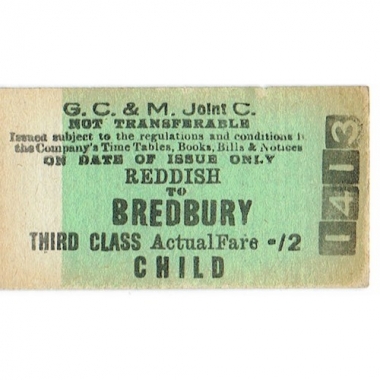 G. C. & M. Joint C.
NOT TRANSFERABLE
Issued subject to the regulations and conditions in
the Company's Time Tables, Books, Bills & Notices
ON DATE OF ISSUE ONLY
REDDISH
TO
BREDBURY
THIRD CLASS Actual Fare -/2
CHILD
1413